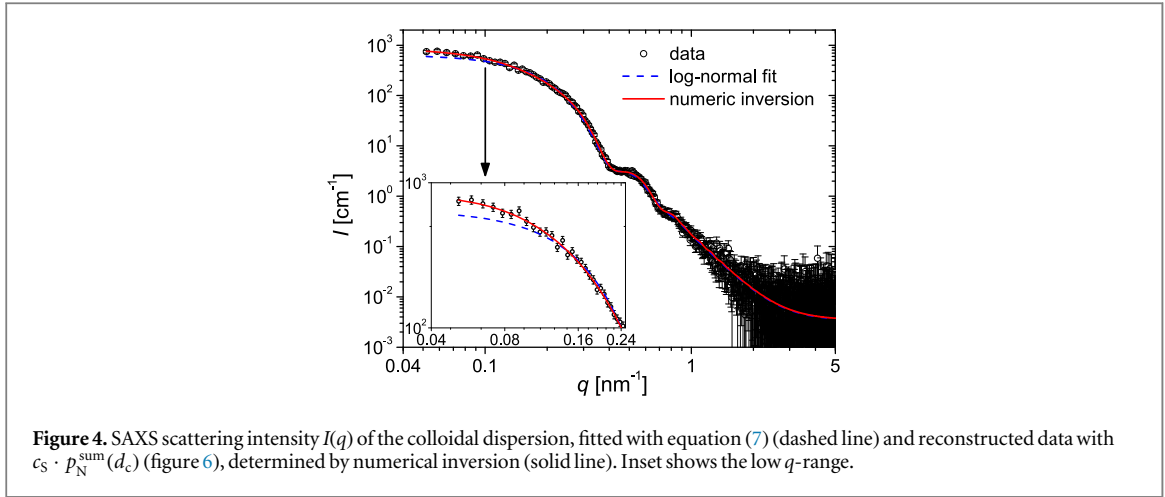 10³
10²
10¹
10⁰
10⁻¹
10⁻²
10⁻³
I [cm⁻¹]
data
log-normal fit
numeric inversion
10³
10²
0.04 0.08 0.16 0.24
0.04 0.1 1 5
q [nm⁻¹]
Figure 4. SAXS scattering intensity I(q) of the colloidal dispersion, fitted with equation (7) (dashed line) and reconstructed data with
c_S · p_N^sum(d_c) (figure 6), determined by numerical inversion (solid line). Inset shows the low q-range.